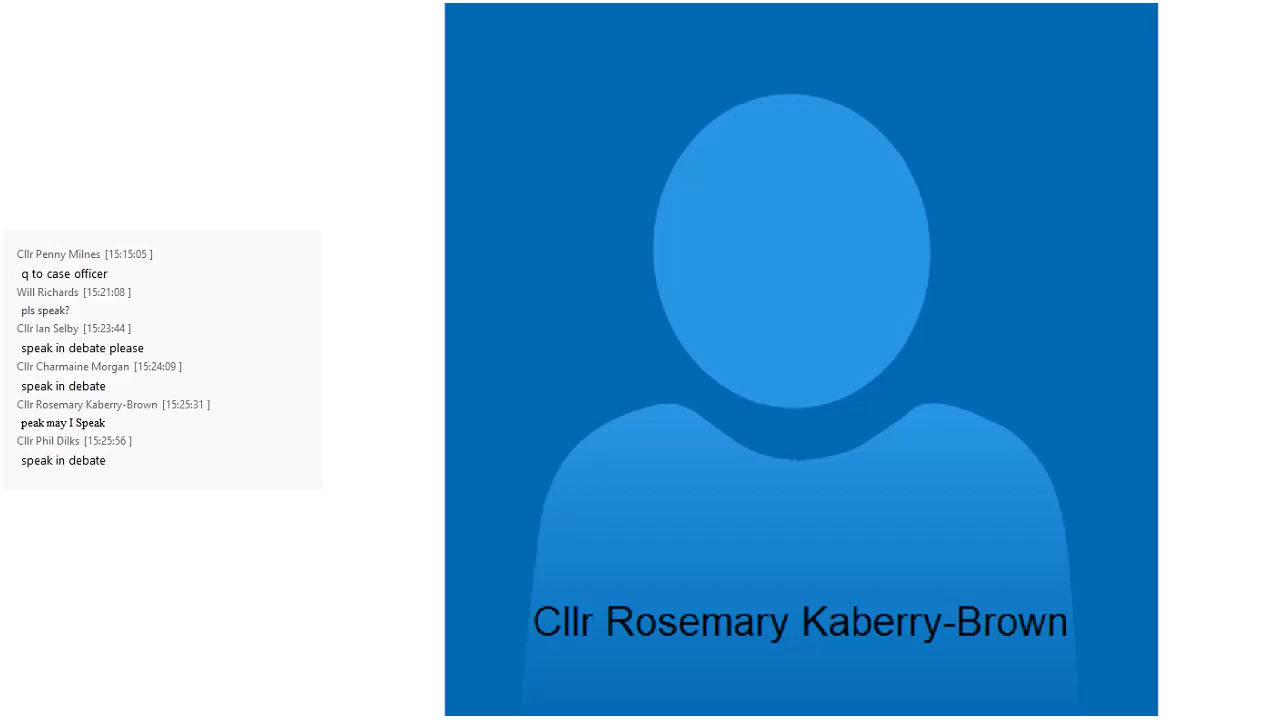 Cllr Penny Milnes [15:15:05 ]
q to case officer
Will Richards [15:21:08 ]
pls speak?
Cllr Ian Selby [15:23:44 ]
speak in debate please
Cllr Charmaine Morgan [15:24:09 ]
speak in debate
Cllr Rosemary Kaberry-Brown [15:25:31 ]
peak may I Speak
Cllr Phil Dilks [15:25:56 ]
speak in debate
Cllr Rosemary Kaberry-Brown